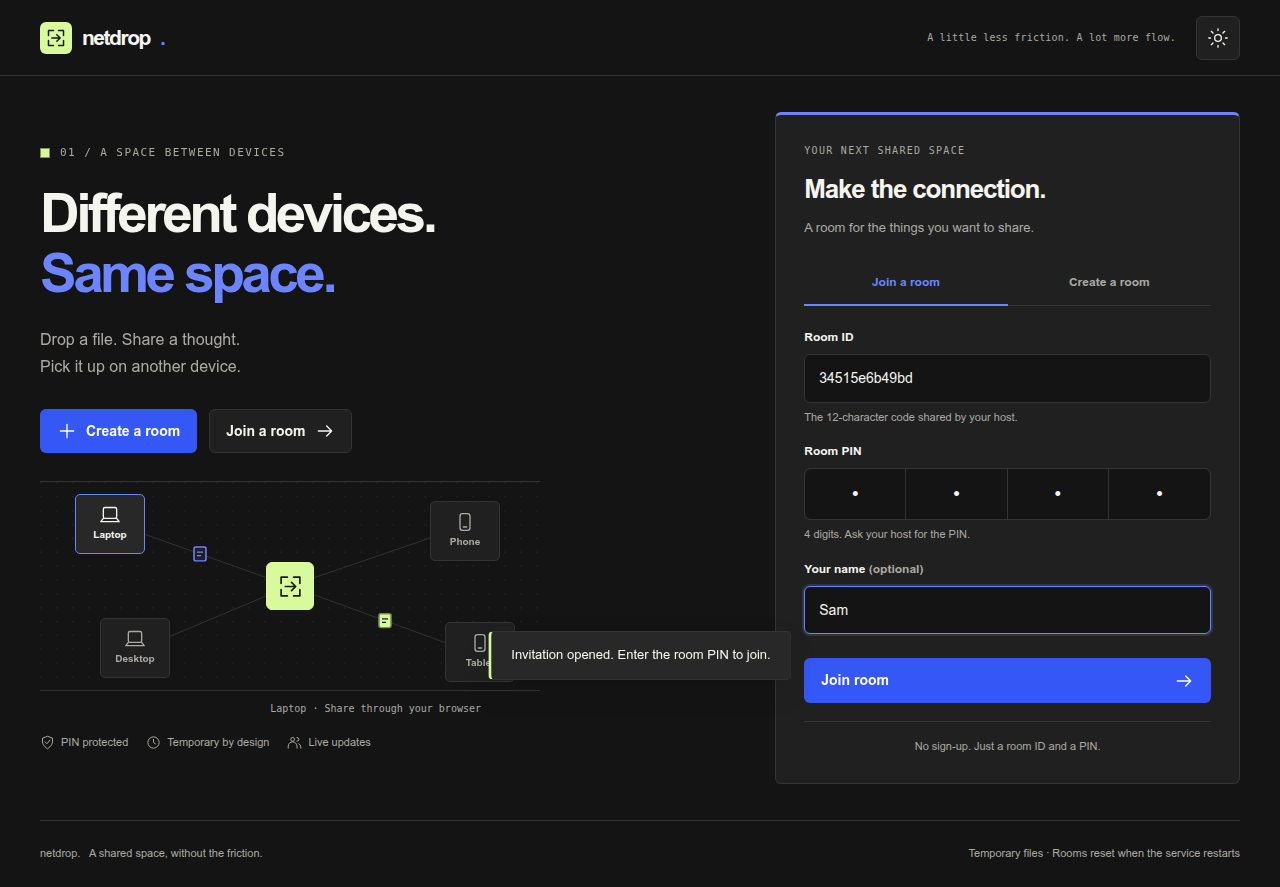 netdrop.
A little less friction. A lot more flow.
01 / A SPACE BETWEEN DEVICES
Different devices.
Same space.
Drop a file. Share a thought.
Pick it up on another device.
Create a room
Join a room
Laptop
Phone
Desktop
Table
Laptop · Share through your browser
PIN protected
Temporary by design
Live updates
YOUR NEXT SHARED SPACE
Make the connection.
A room for the things you want to share.
Join a room
Create a room
Room ID
34515e6b49bd
The 12-character code shared by your host.
Room PIN
• • • •
4 digits. Ask your host for the PIN.
Your name (optional)
Sam
Invitation opened. Enter the room PIN to join.
Join room
No sign-up. Just a room ID and a PIN.
netdrop. A shared space, without the friction.
Temporary files · Rooms reset when the service restarts